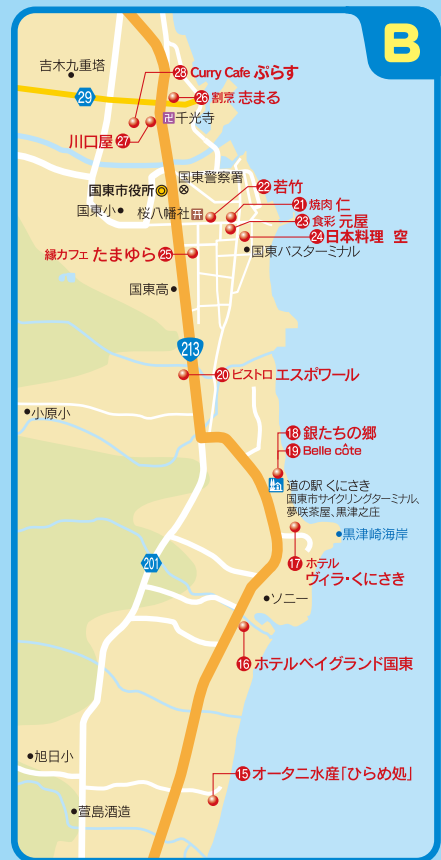 B
吉木九重塔
29
28 Curry Cafe ぷらす
26 割烹 志まる
卍千光寺
川口屋 27
国東警察署
国東市役所
国東小
桜八幡社
22 若竹
21 焼肉 仁
23 食彩 元屋
24 日本料理 空
国東バスターミナル
縁カフェ たまゆら 25
国東高
213
20 ビストロ エスポワール
小原小
18 銀たちの郷
19 Belle côte
道の駅 くにさき
国東市サイクリングターミナル、
夢咲茶屋、黒津之庄
黒津崎海岸
17 ホテル
ヴィラ・くにさき
201
ソニー
16 ホテルベイグランド国東
旭日小
15 オータニ水産「ひらめ処」
萱島酒造